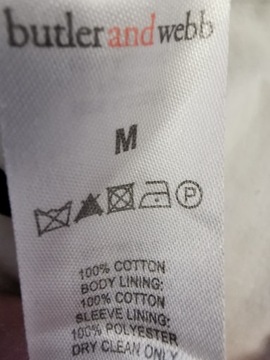 butlerandwebb
M
P
100% COTTON
BODY LINING:
100% COTTON
SLEEVE LINING:
100% POLYESTER
DRY CLEAN ONLY